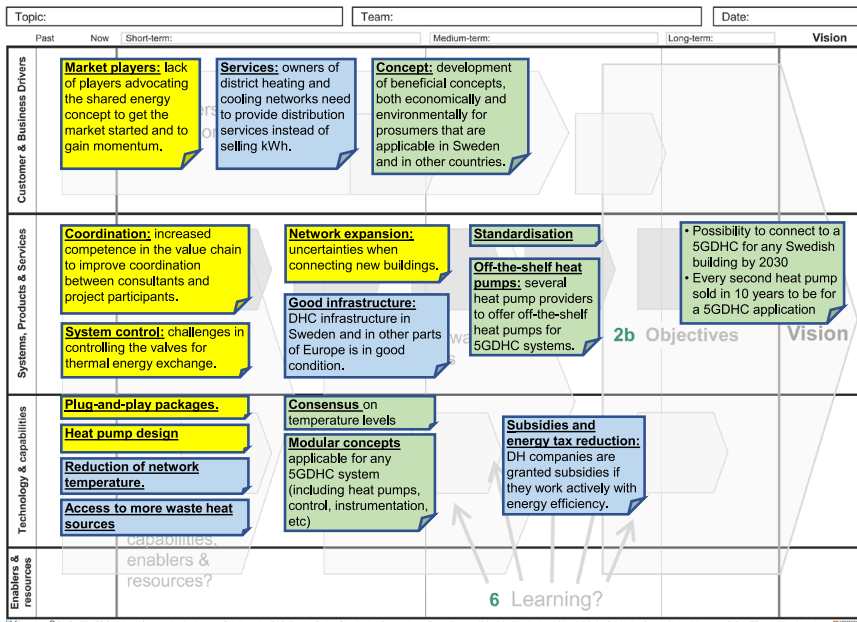 Topic:
Team:
Date:
Past
Now
Short-term:
Medium-term:
Long-term:
Vision
Customer & Business Drivers
Market players: lack
of players advocating
the shared energy
concept to get the
market started and to
gain momentum.
Services: owners of
district heating and
cooling networks need
to provide distribution
services instead of
selling kWh.
Concept: development
of beneficial concepts,
both economically and
environmentally for
prosumers that are
applicable in Sweden
and in other countries.
Systems, Products & Services
Coordination: increased
competence in the value chain
to improve coordination
between consultants and
project participants.
System control: challenges in
controlling the valves for
thermal energy exchange.
Network expansion:
uncertainties when
connecting new buildings.
Good infrastructure:
DHC infrastructure in
Sweden and in other parts
of Europe is in good
condition.
Standardisation
Off-the-shelf heat
pumps: several
heat pump providers
to offer off-the-shelf
heat pumps for
5GDHC systems.
• Possibility to connect to a
5GDHC for any Swedish
building by 2030
• Every second heat pump
sold in 10 years to be for
a 5GDHC application
2b Objectives
Vision
Technology & capabilities
Plug-and-play packages.
Heat pump design
Reduction of network
temperature.
Access to more waste heat
sources
Consensus on
temperature levels
Modular concepts
applicable for any
5GDHC system
(including heat pumps,
control, instrumentation,
etc)
Subsidies and
energy tax reduction:
DH companies are
granted subsidies if
they work actively with
energy efficiency.
capabilities,
enablers &
resources?
Enablers &
resources
6 Learning?